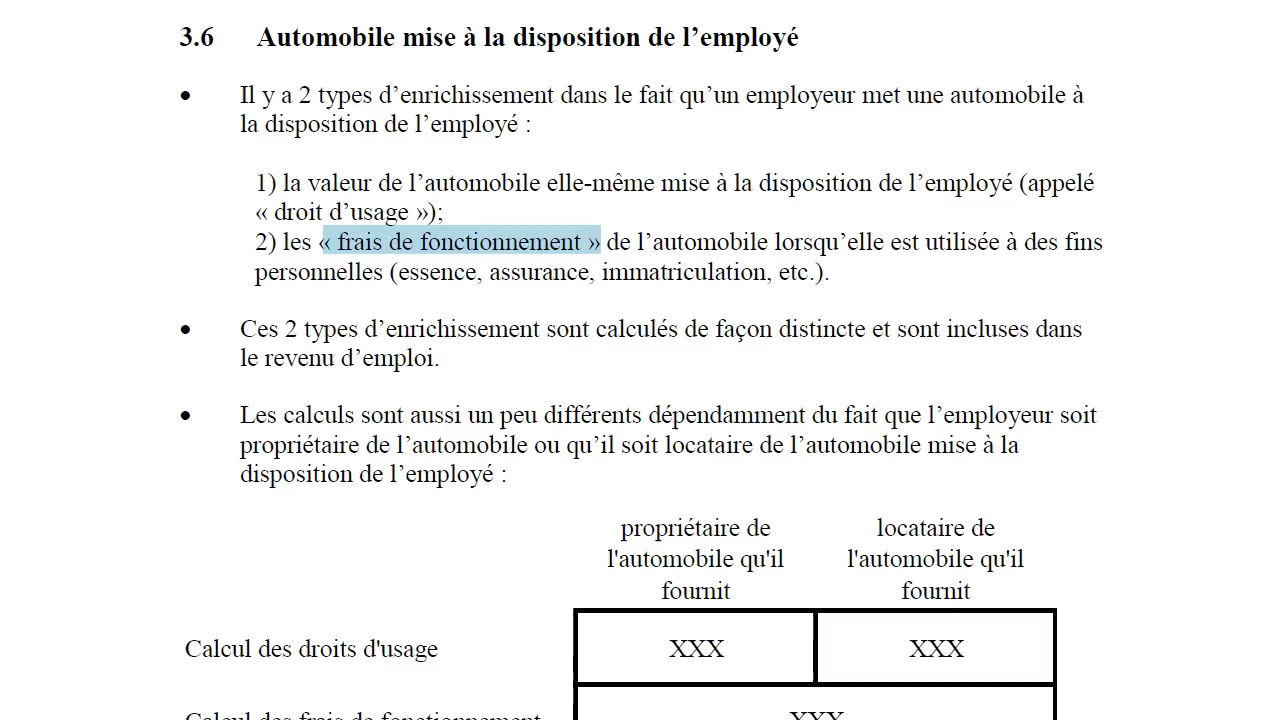 3.6 Automobile mise à la disposition de l’employé
• Il y a 2 types d’enrichissement dans le fait qu’un employeur met une automobile à
la disposition de l’employé :
1) la valeur de l’automobile elle-même mise à la disposition de l’employé (appelé
« droit d’usage »);
2) les « frais de fonctionnement » de l’automobile lorsqu’elle est utilisée à des fins
personnelles (essence, assurance, immatriculation, etc.).
• Ces 2 types d’enrichissement sont calculés de façon distincte et sont incluses dans
le revenu d’emploi.
• Les calculs sont aussi un peu différents dépendamment du fait que l’employeur soit
propriétaire de l’automobile ou qu’il soit locataire de l’automobile mise à la
disposition de l’employé :
propriétaire de locataire de
l'automobile qu'il l'automobile qu'il
fournit fournit
Calcul des droits d'usage XXX XXX
Calcul des frais de fonctionnement XXX